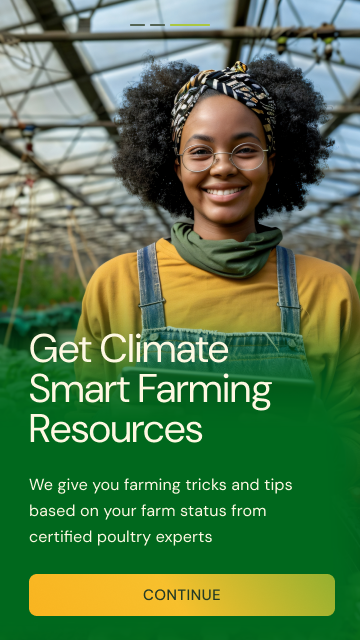 Get Climate
Smart Farming
Resources
We give you farming tricks and tips
based on your farm status from
certified poultry experts
CONTINUE